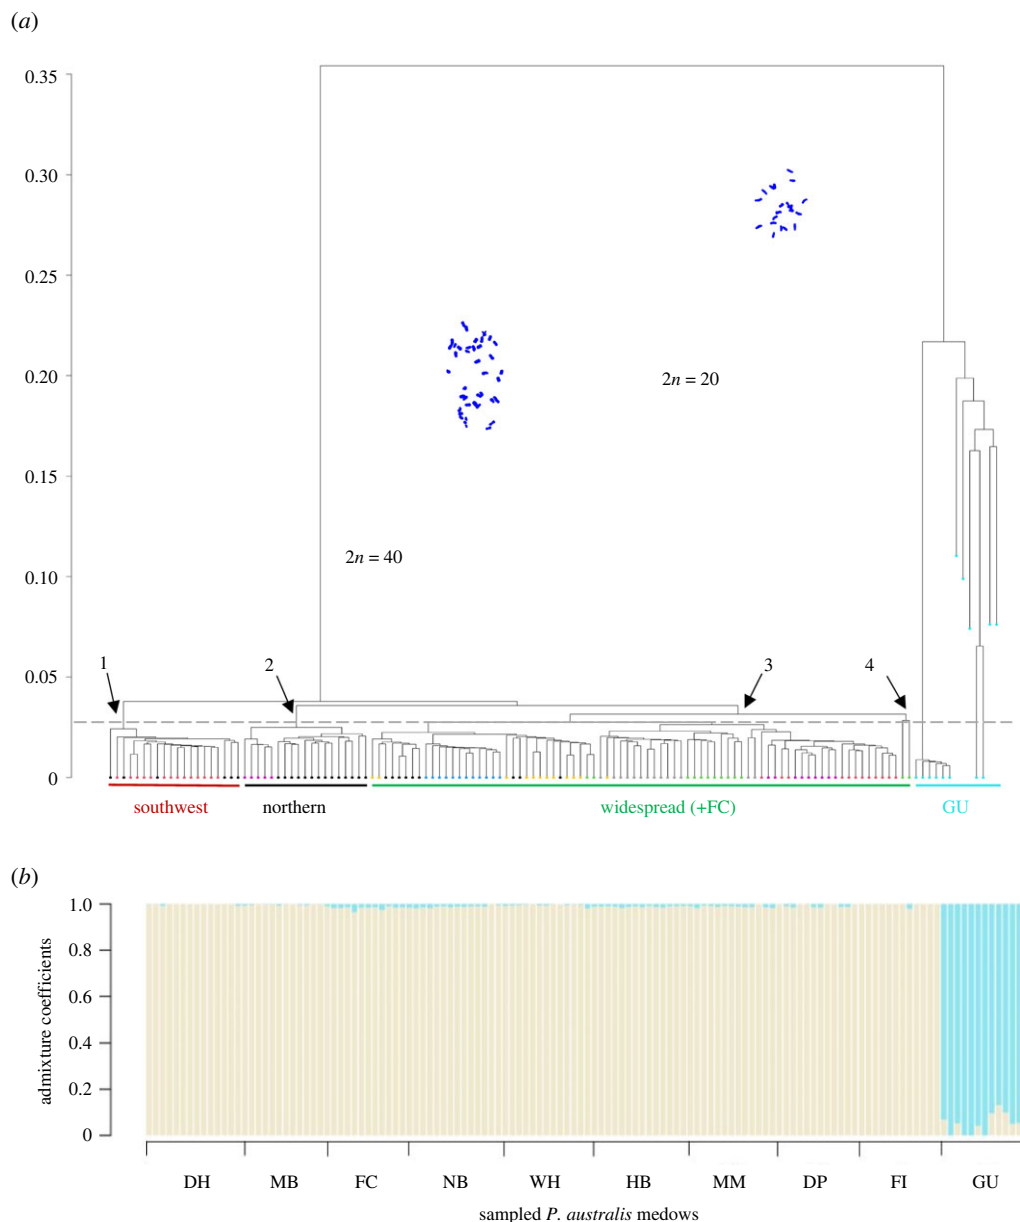 (a)
0.35
0.30
0.25
0.20
2n = 20
0.15
0.10
2n = 40
0.05
1 2 3 4
0
southwest northern widespread (+FC) GU
(b)
1.0
0.8
0.6
0.4
0.2
0
admixture coefficients
DH MB FC NB WH HB MM DP FI GU
sampled P. australis medows